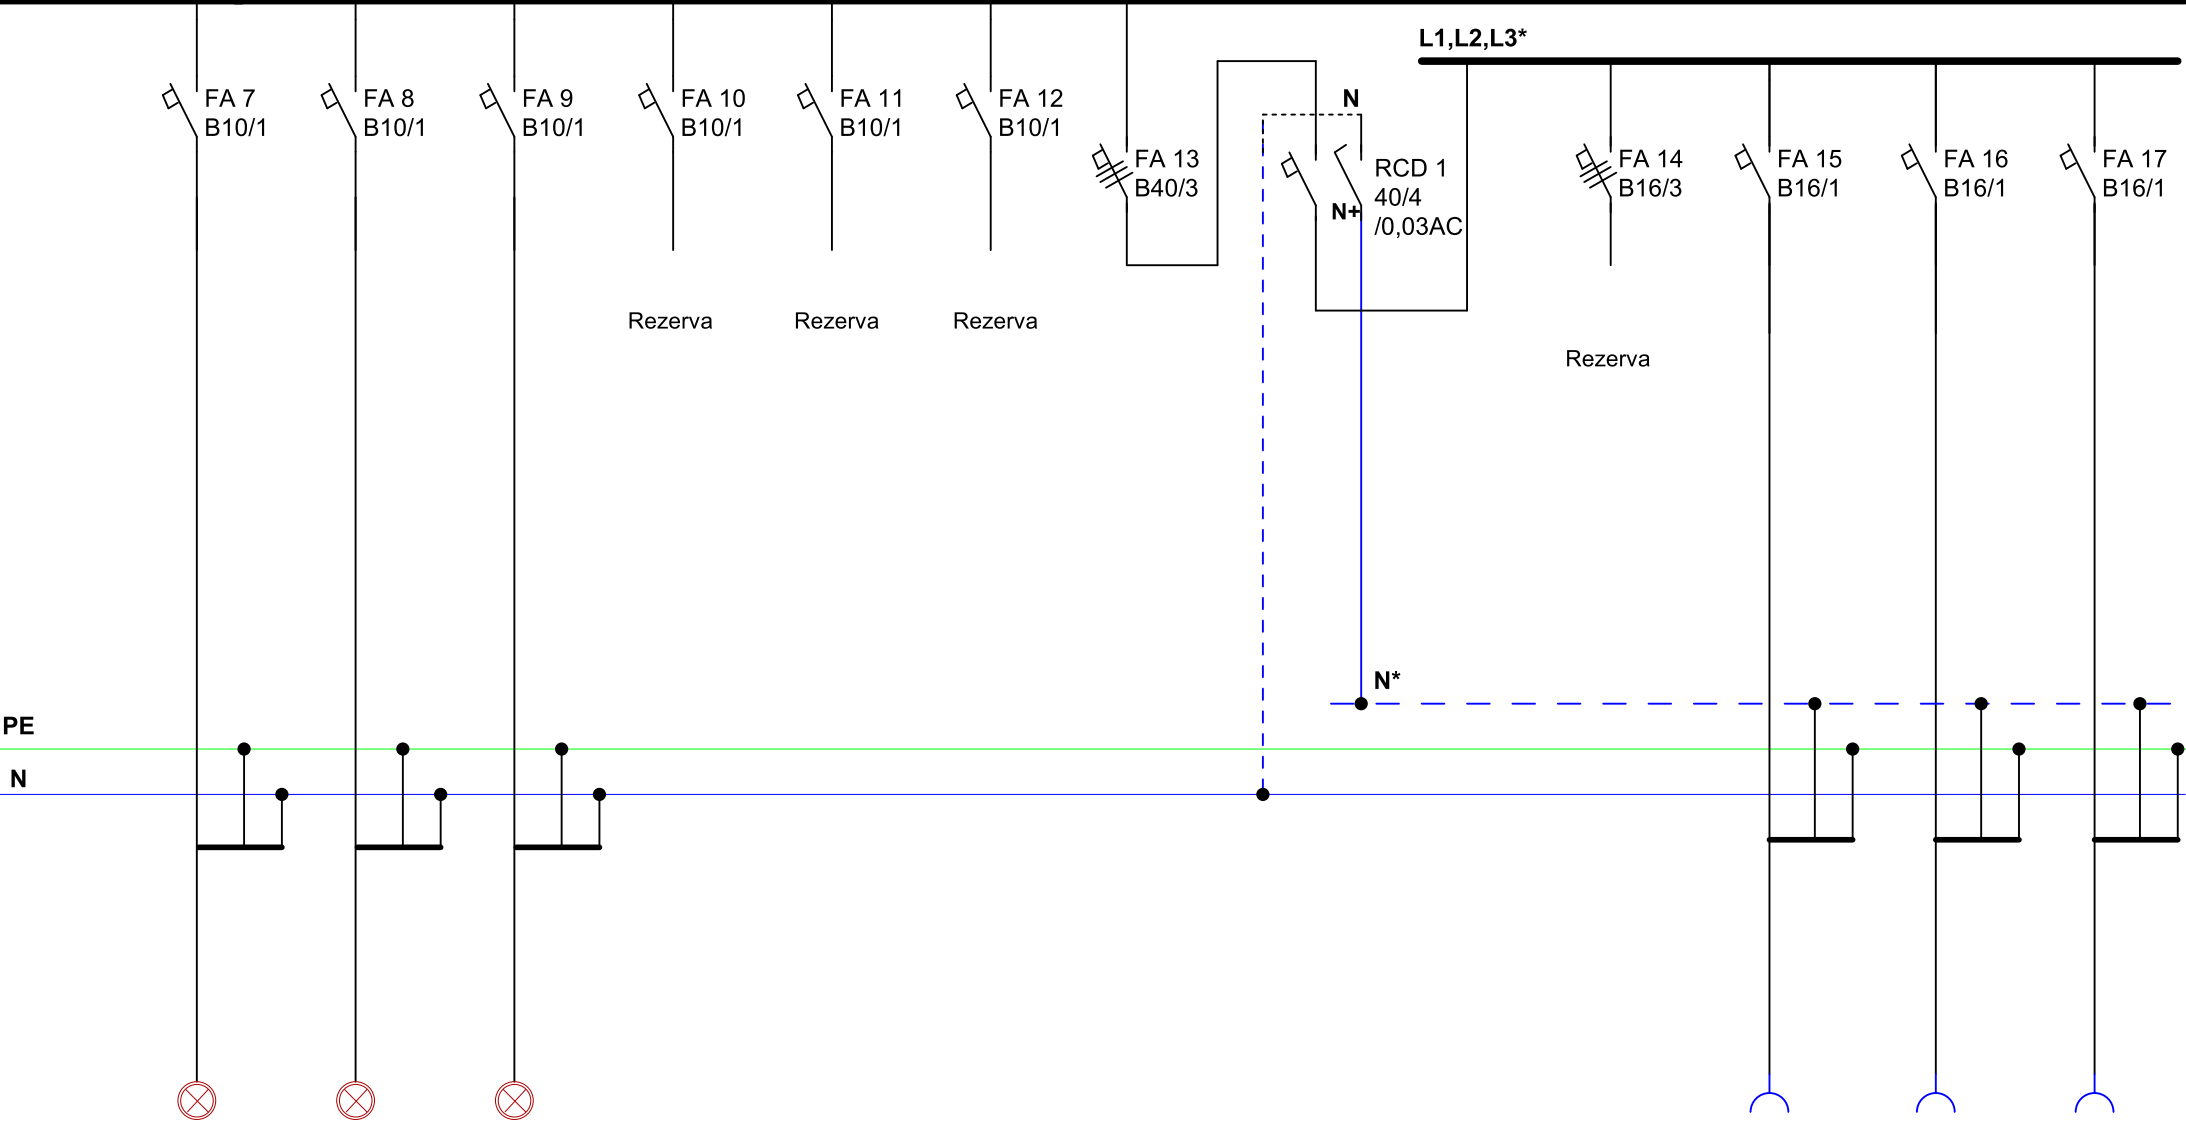 L1,L2,L3*
FA 7
B10/1
FA 8
B10/1
FA 9
B10/1
FA 10
B10/1
FA 11
B10/1
FA 12
B10/1
FA 13
B40/3
N
N+
RCD 1
40/4
/0,03AC
FA 14
B16/3
FA 15
B16/1
FA 16
B16/1
FA 17
B16/1
Rezerva
Rezerva
Rezerva
Rezerva
N*
PE
N